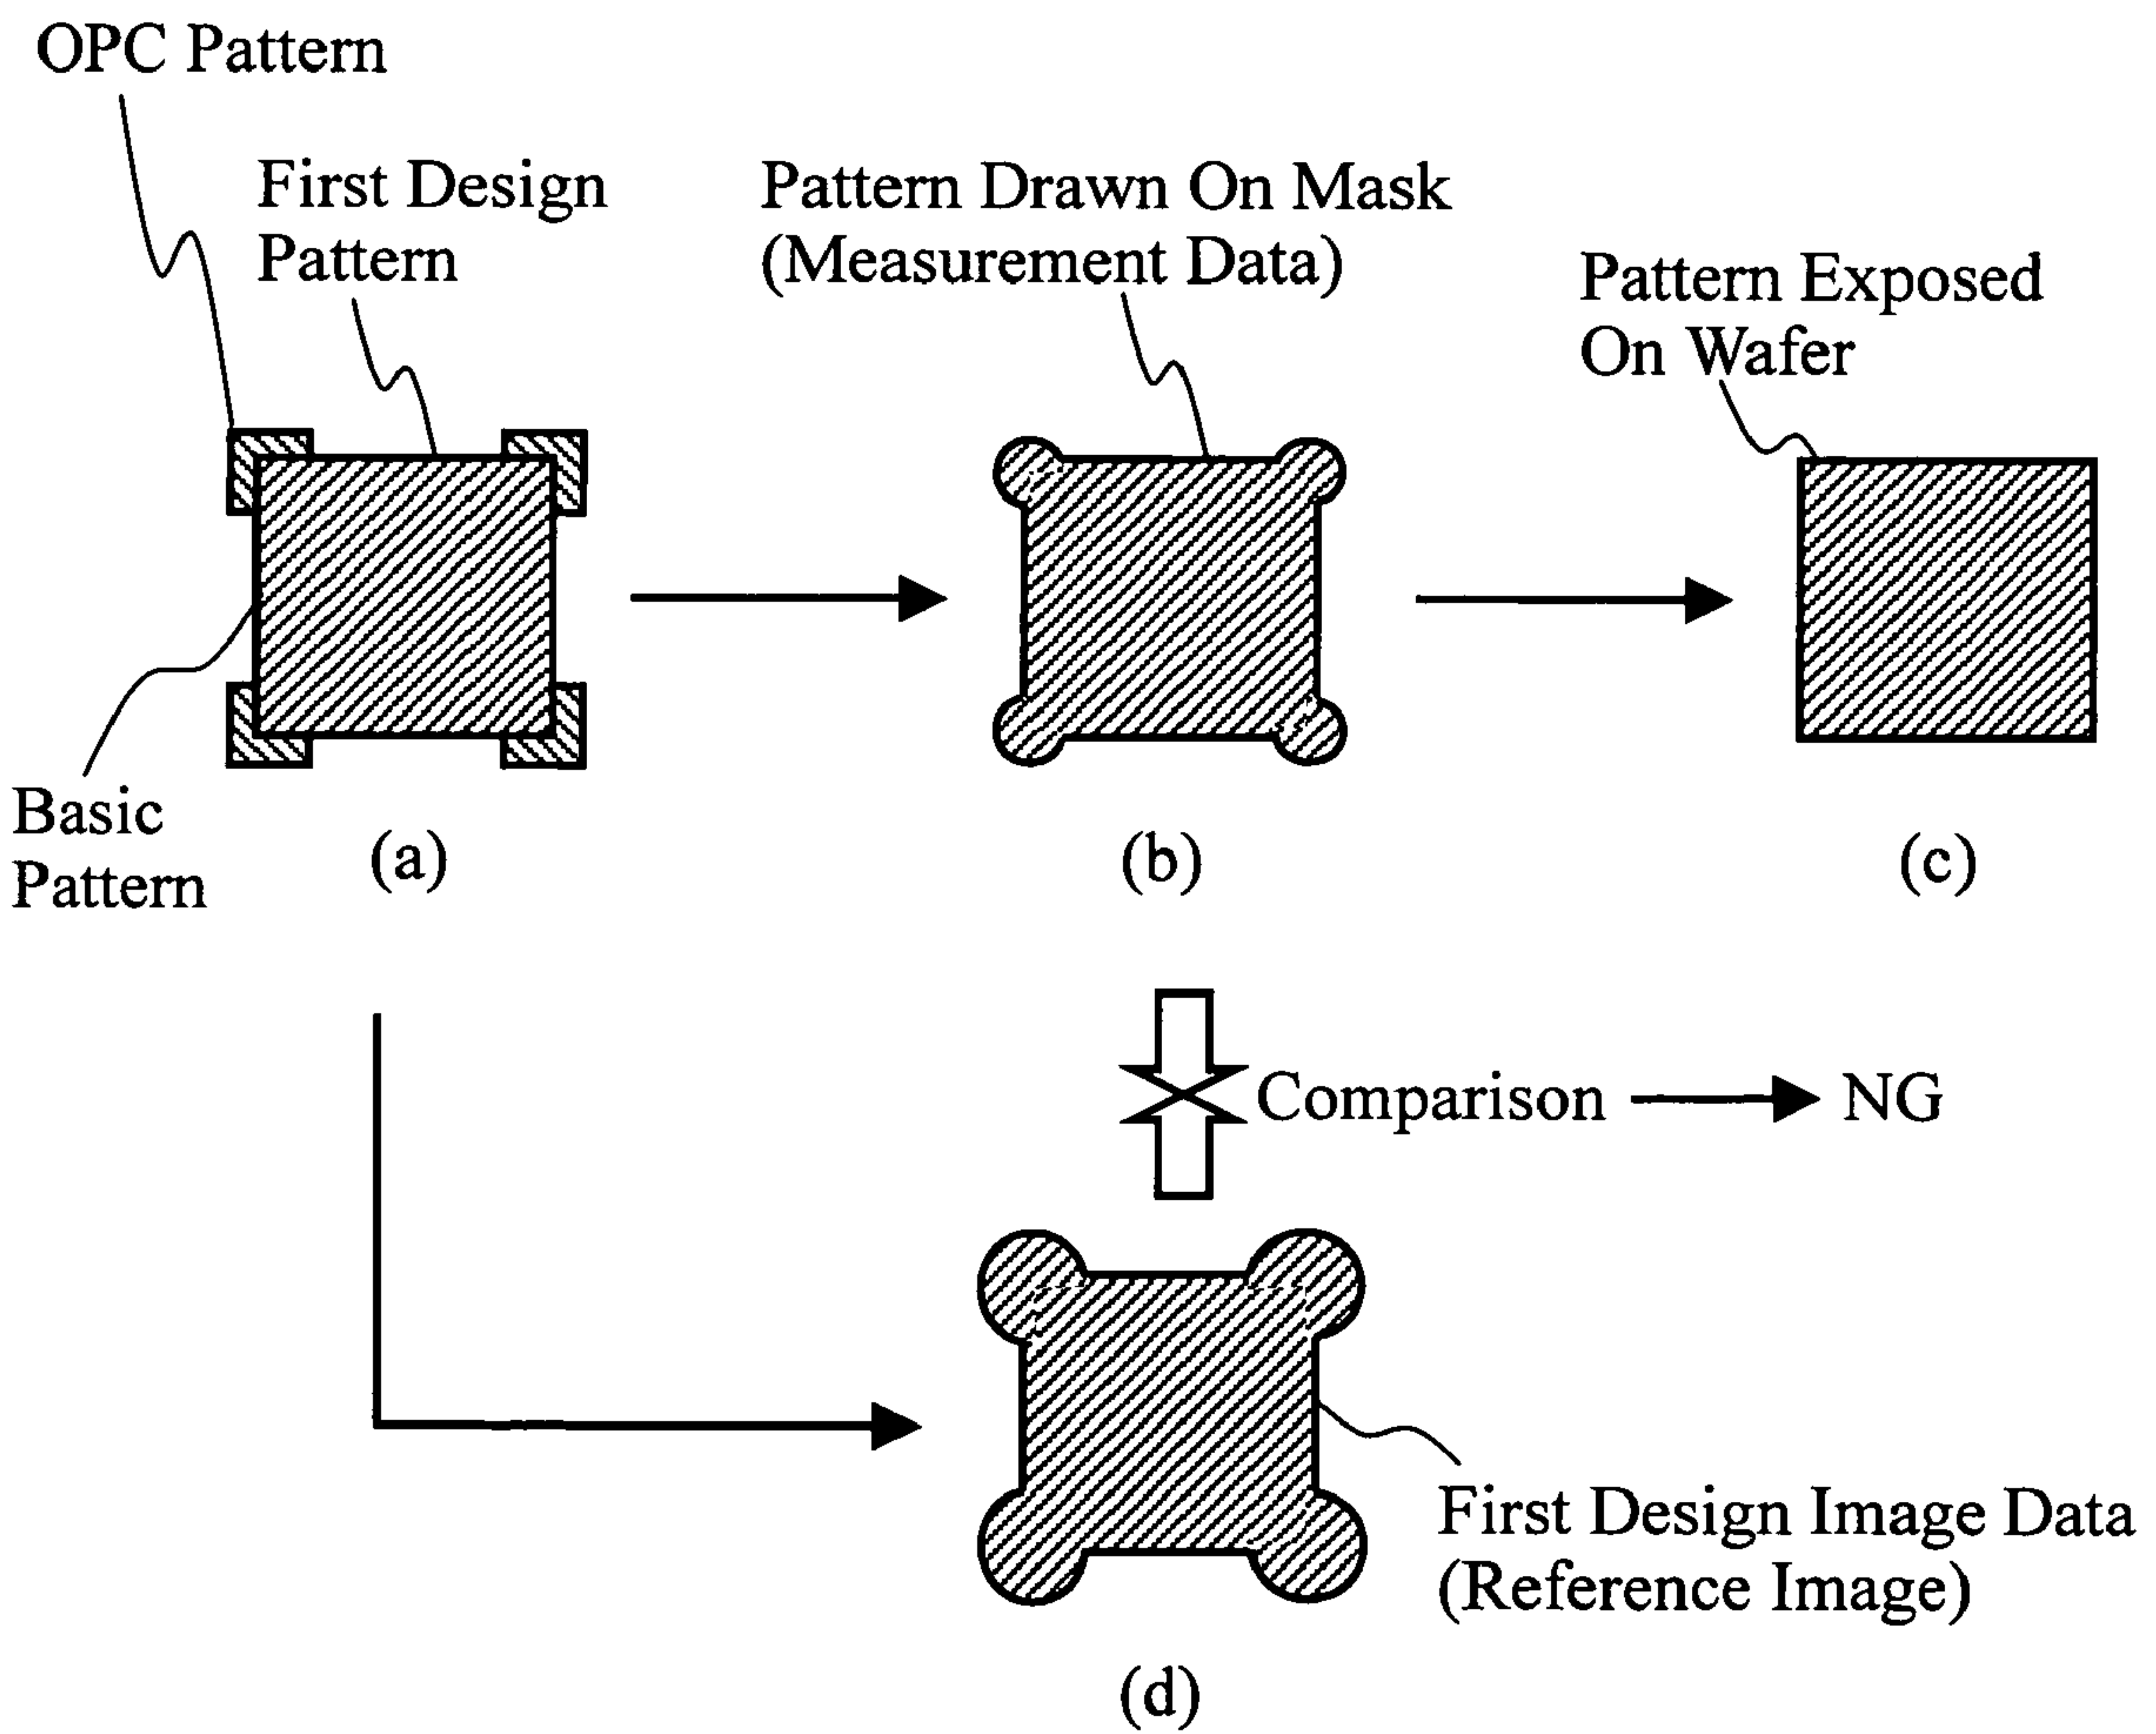 OPC Pattern
First Design
Pattern
Pattern Drawn On Mask
(Measurement Data)
Pattern Exposed
On Wafer
Basic
Pattern
(a)
(b)
(c)
Comparison
NG
First Design Image Data
(Reference Image)
(d)